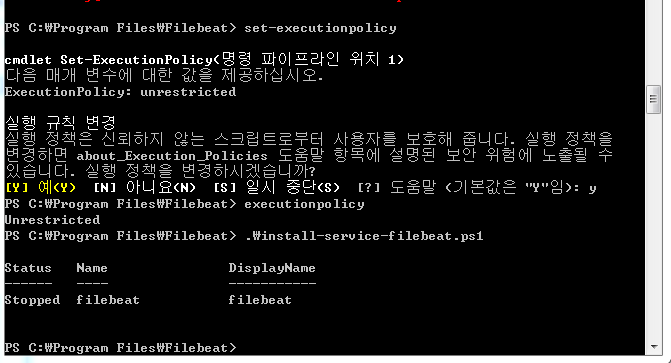 PS C:₩Program Files₩Filebeat> set-executionpolicy
cmdlet Set-ExecutionPolicy(명령 파이프라인 위치 1)
다음 매개 변수에 대한 값을 제공하십시오.
ExecutionPolicy: unrestricted
실행 규칙 변경
실행 정책은 신뢰하지 않는 스크립트로부터 사용자를 보호해 줍니다. 실행 정책을
변경하면 about_Execution_Policies 도움말 항목에 설명된 보안 위험에 노출될 수
있습니다. 실행 정책을 변경하시겠습니까?
[Y] 예(Y)  [N] 아니요(N)  [S] 일시 중단(S)  [?] 도움말 (기본값은 "Y"임): y
PS C:₩Program Files₩Filebeat> executionpolicy
Unrestricted
PS C:₩Program Files₩Filebeat> .₩install-service-filebeat.ps1
Status   Name               DisplayName
------   ----               -----------
Stopped  filebeat           filebeat
PS C:₩Program Files₩Filebeat>